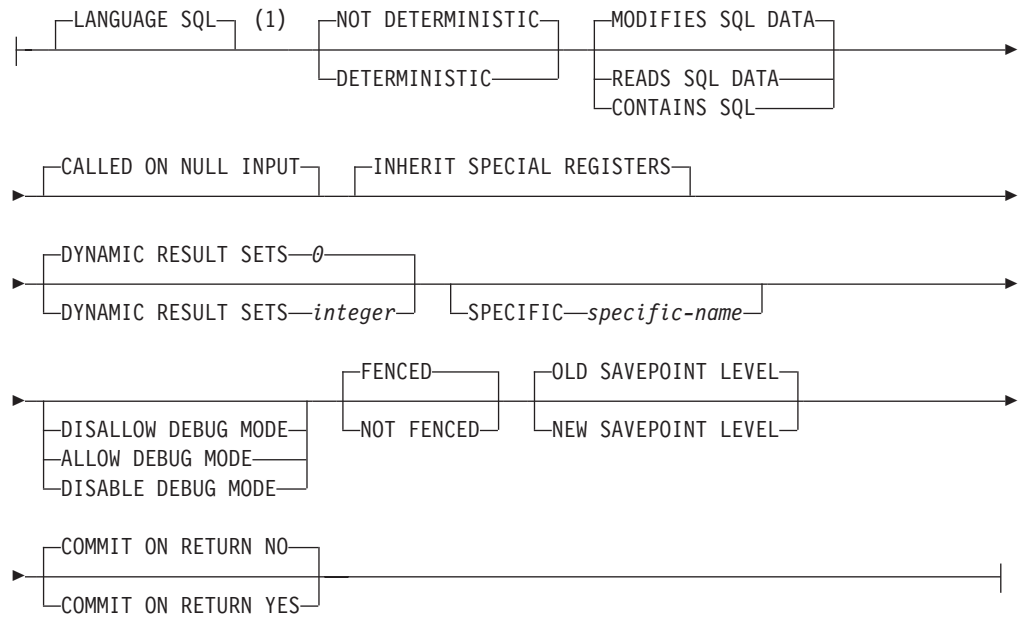 LANGUAGE SQL (1) NOT DETERMINISTIC MODIFIES SQL DATA
DETERMINISTIC READS SQL DATA
CONTAINS SQL
CALLED ON NULL INPUT INHERIT SPECIAL REGISTERS
DYNAMIC RESULT SETS 0
DYNAMIC RESULT SETS integer SPECIFIC specific-name
FENCED OLD SAVEPOINT LEVEL
DISALLOW DEBUG MODE NOT FENCED NEW SAVEPOINT LEVEL
ALLOW DEBUG MODE
DISABLE DEBUG MODE
COMMIT ON RETURN NO
COMMIT ON RETURN YES